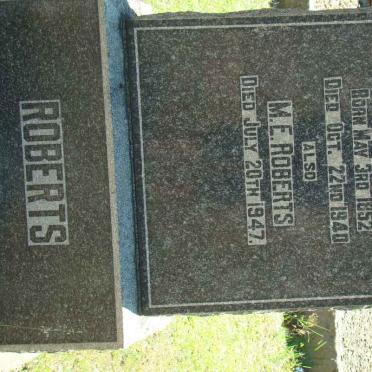 BORN MAY 3RD 1852
DIED OCT. 22ND 1940
ALSO
M.E. ROBERTS
DIED JULY 20TH 1947.
ROBERTS